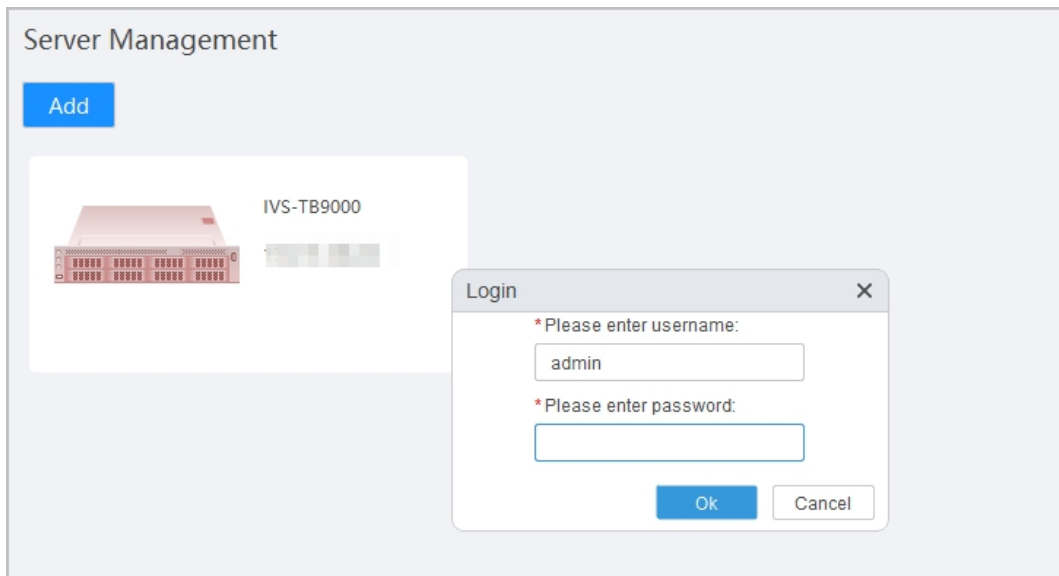 Server Management
Add
IVS-TB9000
Login
*Please enter username:
admin
*Please enter password:
Ok
Cancel